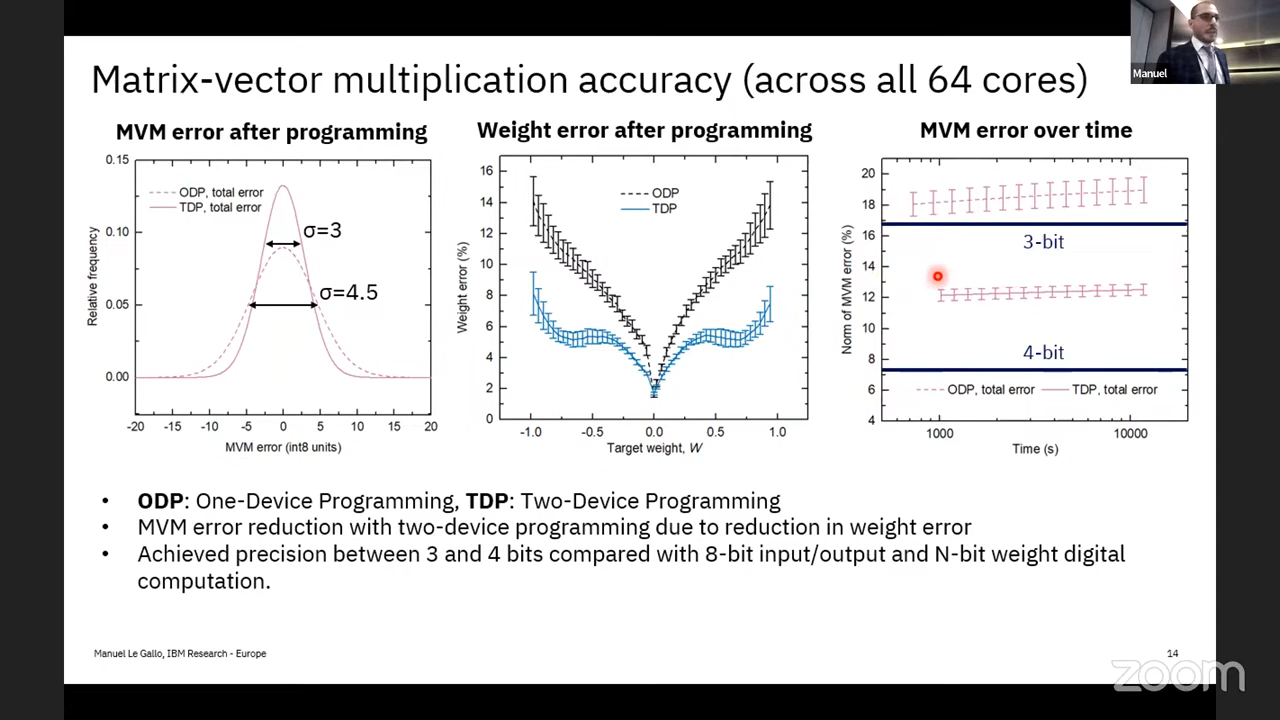 Manuel
Matrix-vector multiplication accuracy (across all 64 cores)
MVM error after programming
0.15
0.10
0.05
0.00
Relative frequency
ODP, total error
TDP, total error
σ=3
σ=4.5
-20 -15 -10 -5 0 5 10 15 20
MVM error (int8 units)
Weight error after programming
16
14
12
10
8
6
4
2
0
Weight error (%)
ODP
TDP
-1.0 -0.5 0.0 0.5 1.0
Target weight, W
MVM error over time
20
18
16
14
12
10
8
6
4
Norm of MVM error (%)
3-bit
4-bit
ODP, total error TDP, total error
1000 10000
Time (s)
• ODP: One-Device Programming, TDP: Two-Device Programming
• MVM error reduction with two-device programming due to reduction in weight error
• Achieved precision between 3 and 4 bits compared with 8-bit input/output and N-bit weight digital
computation.
Manuel Le Gallo, IBM Research - Europe
14
zoom